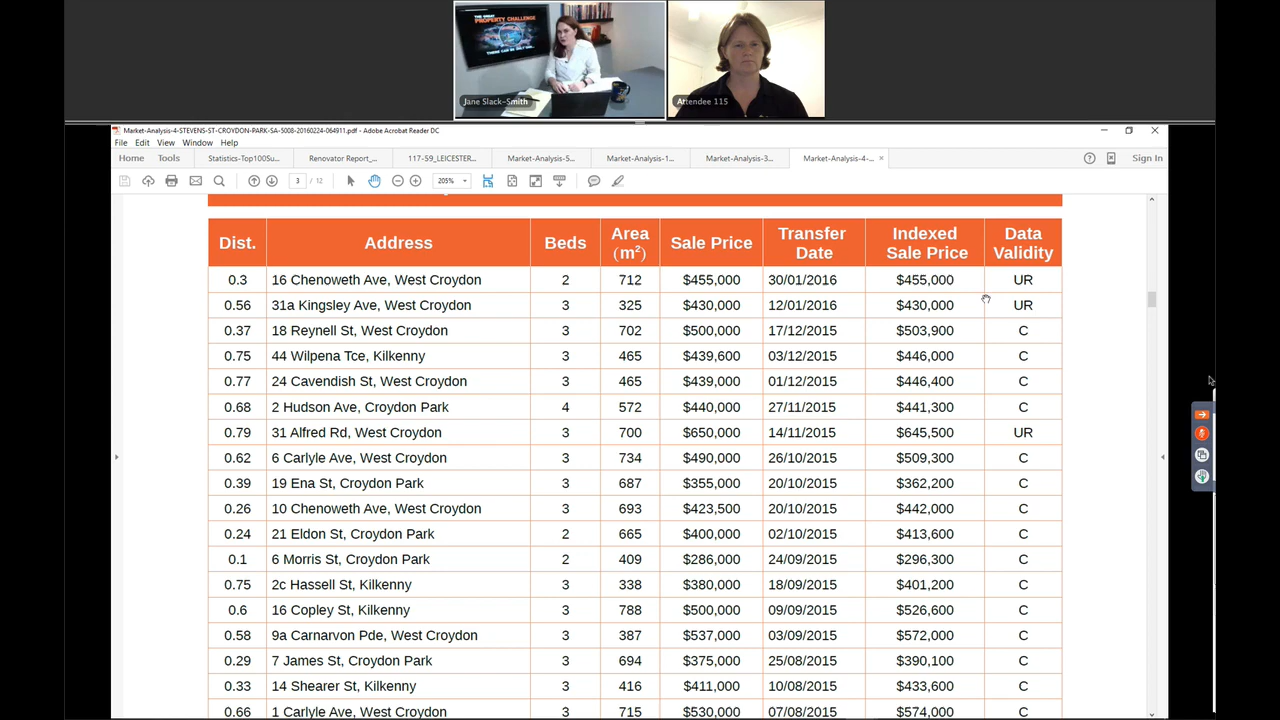 THE GREAT
PROPERTY CHALLENGE
THERE CAN BE ONLY ONE...
Jane Slack-Smith
Attendee 115
Market-Analysis-4-STEVENS-ST-CROYDON-PARK-SA-5008-20160224-064911.pdf - Adobe Acrobat Reader DC
File Edit View Window Help
Home Tools Statistics-Top100Su... Renovator Report_... 117-59_LEICESTER... Market-Analysis-5... Market-Analysis-1... Market-Analysis-3... Market-Analysis-4-... × Sign In
3 / 12 205%
Dist. Address Beds Area (m²) Sale Price Transfer Date Indexed Sale Price Data Validity
0.3 16 Chenoweth Ave, West Croydon 2 712 $455,000 30/01/2016 $455,000 UR
0.56 31a Kingsley Ave, West Croydon 3 325 $430,000 12/01/2016 $430,000 UR
0.37 18 Reynell St, West Croydon 3 702 $500,000 17/12/2015 $503,900 C
0.75 44 Wilpena Tce, Kilkenny 3 465 $439,600 03/12/2015 $446,000 C
0.77 24 Cavendish St, West Croydon 3 465 $439,000 01/12/2015 $446,400 C
0.68 2 Hudson Ave, Croydon Park 4 572 $440,000 27/11/2015 $441,300 C
0.79 31 Alfred Rd, West Croydon 3 700 $650,000 14/11/2015 $645,500 UR
0.62 6 Carlyle Ave, West Croydon 3 734 $490,000 26/10/2015 $509,300 C
0.39 19 Ena St, Croydon Park 3 687 $355,000 20/10/2015 $362,200 C
0.26 10 Chenoweth Ave, West Croydon 3 693 $423,500 20/10/2015 $442,000 C
0.24 21 Eldon St, Croydon Park 2 665 $400,000 02/10/2015 $413,600 C
0.1 6 Morris St, Croydon Park 2 409 $286,000 24/09/2015 $296,300 C
0.75 2c Hassell St, Kilkenny 3 338 $380,000 18/09/2015 $401,200 C
0.6 16 Copley St, Kilkenny 3 788 $500,000 09/09/2015 $526,600 C
0.58 9a Carnarvon Pde, West Croydon 3 387 $537,000 03/09/2015 $572,000 C
0.29 7 James St, Croydon Park 3 694 $375,000 25/08/2015 $390,100 C
0.33 14 Shearer St, Kilkenny 3 416 $411,000 10/08/2015 $433,600 C
0.66 1 Carlyle Ave, West Croydon 3 715 $530,000 07/08/2015 $574,000 C